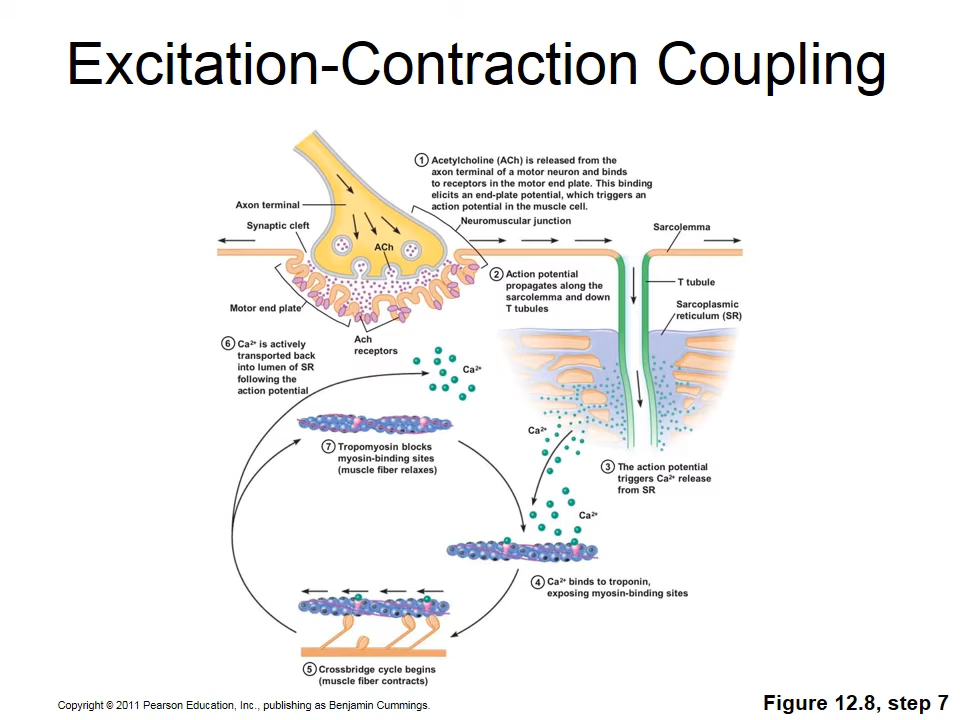 Excitation-Contraction Coupling
① Acetylcholine (ACh) is released from the
axon terminal of a motor neuron and binds
to receptors in the motor end plate. This binding
elicits an end-plate potential, which triggers an
action potential in the muscle cell.
Axon terminal
Neuromuscular junction
Synaptic cleft
Sarcolemma
ACh
② Action potential
propagates along the
sarcolemma and down
T tubules
T tubule
Motor end plate
Sarcoplasmic
reticulum (SR)
Ach
receptors
⑥ Ca²⁺ is actively
transported back
into lumen of SR
following the
action potential
Ca²⁺
Ca²⁺
⑦ Tropomyosin blocks
myosin-binding sites
(muscle fiber relaxes)
③ The action potential
triggers Ca²⁺ release
from SR
Ca²⁺
④ Ca²⁺ binds to troponin,
exposing myosin-binding sites
⑤ Crossbridge cycle begins
(muscle fiber contracts)
Copyright © 2011 Pearson Education, Inc., publishing as Benjamin Cummings.
Figure 12.8, step 7